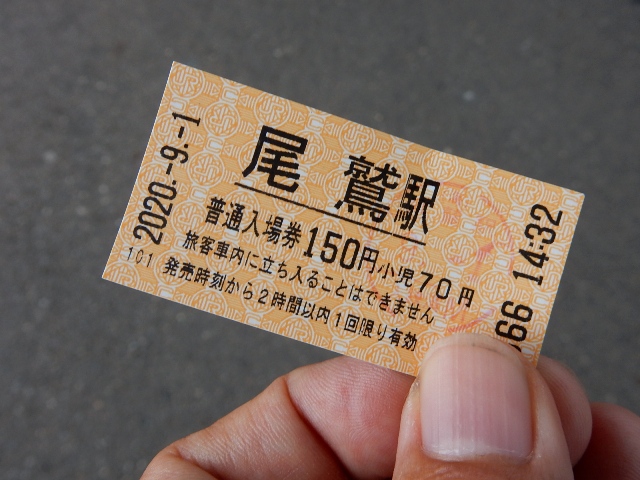 尾鷲駅
普通入場券 150円 小児70円
旅客車内に立ち入ることはできません
発売時刻から2時間以内1回限り有効
2020.-9.-1
101
66 14:32